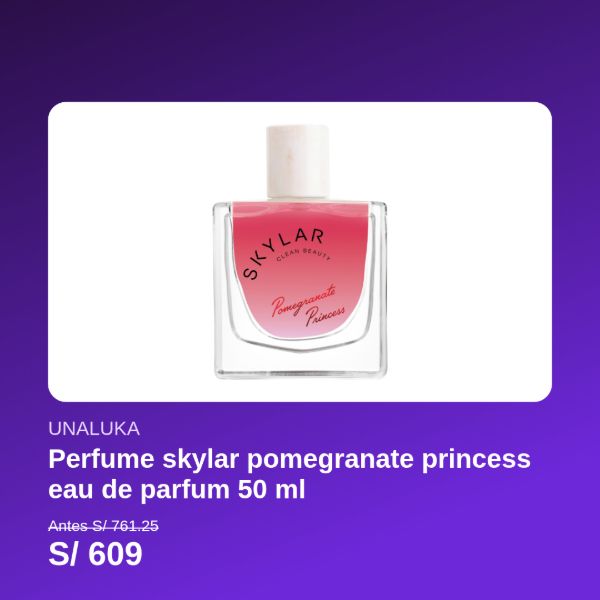 SKYLAR
CLEAN BEAUTY
Pomegranate
Princess
UNALUKA
Perfume skylar pomegranate princess
eau de parfum 50 ml
Antes S/ 761.25
S/ 609